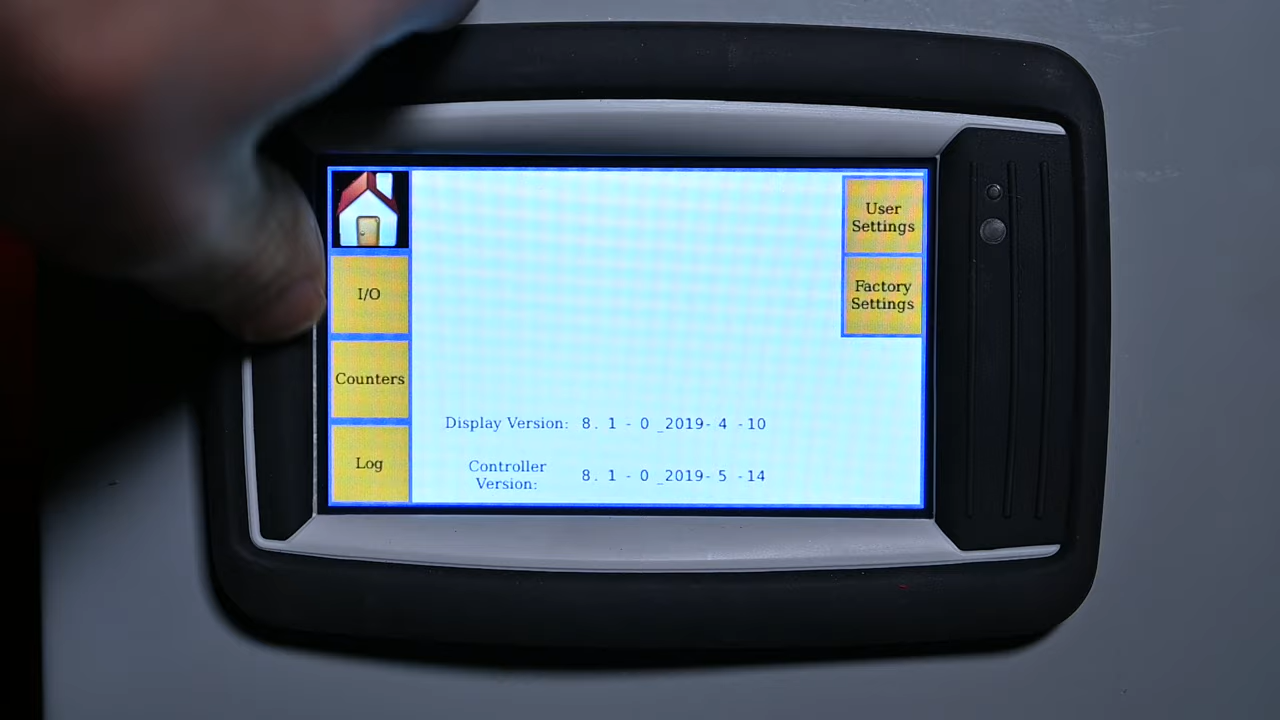 I/O
Counters
Log
User
Settings
Factory
Settings
Display Version: 8. 1 - 0 _2019- 4 -10
Controller
Version: 8. 1 - 0 _2019- 5 -14